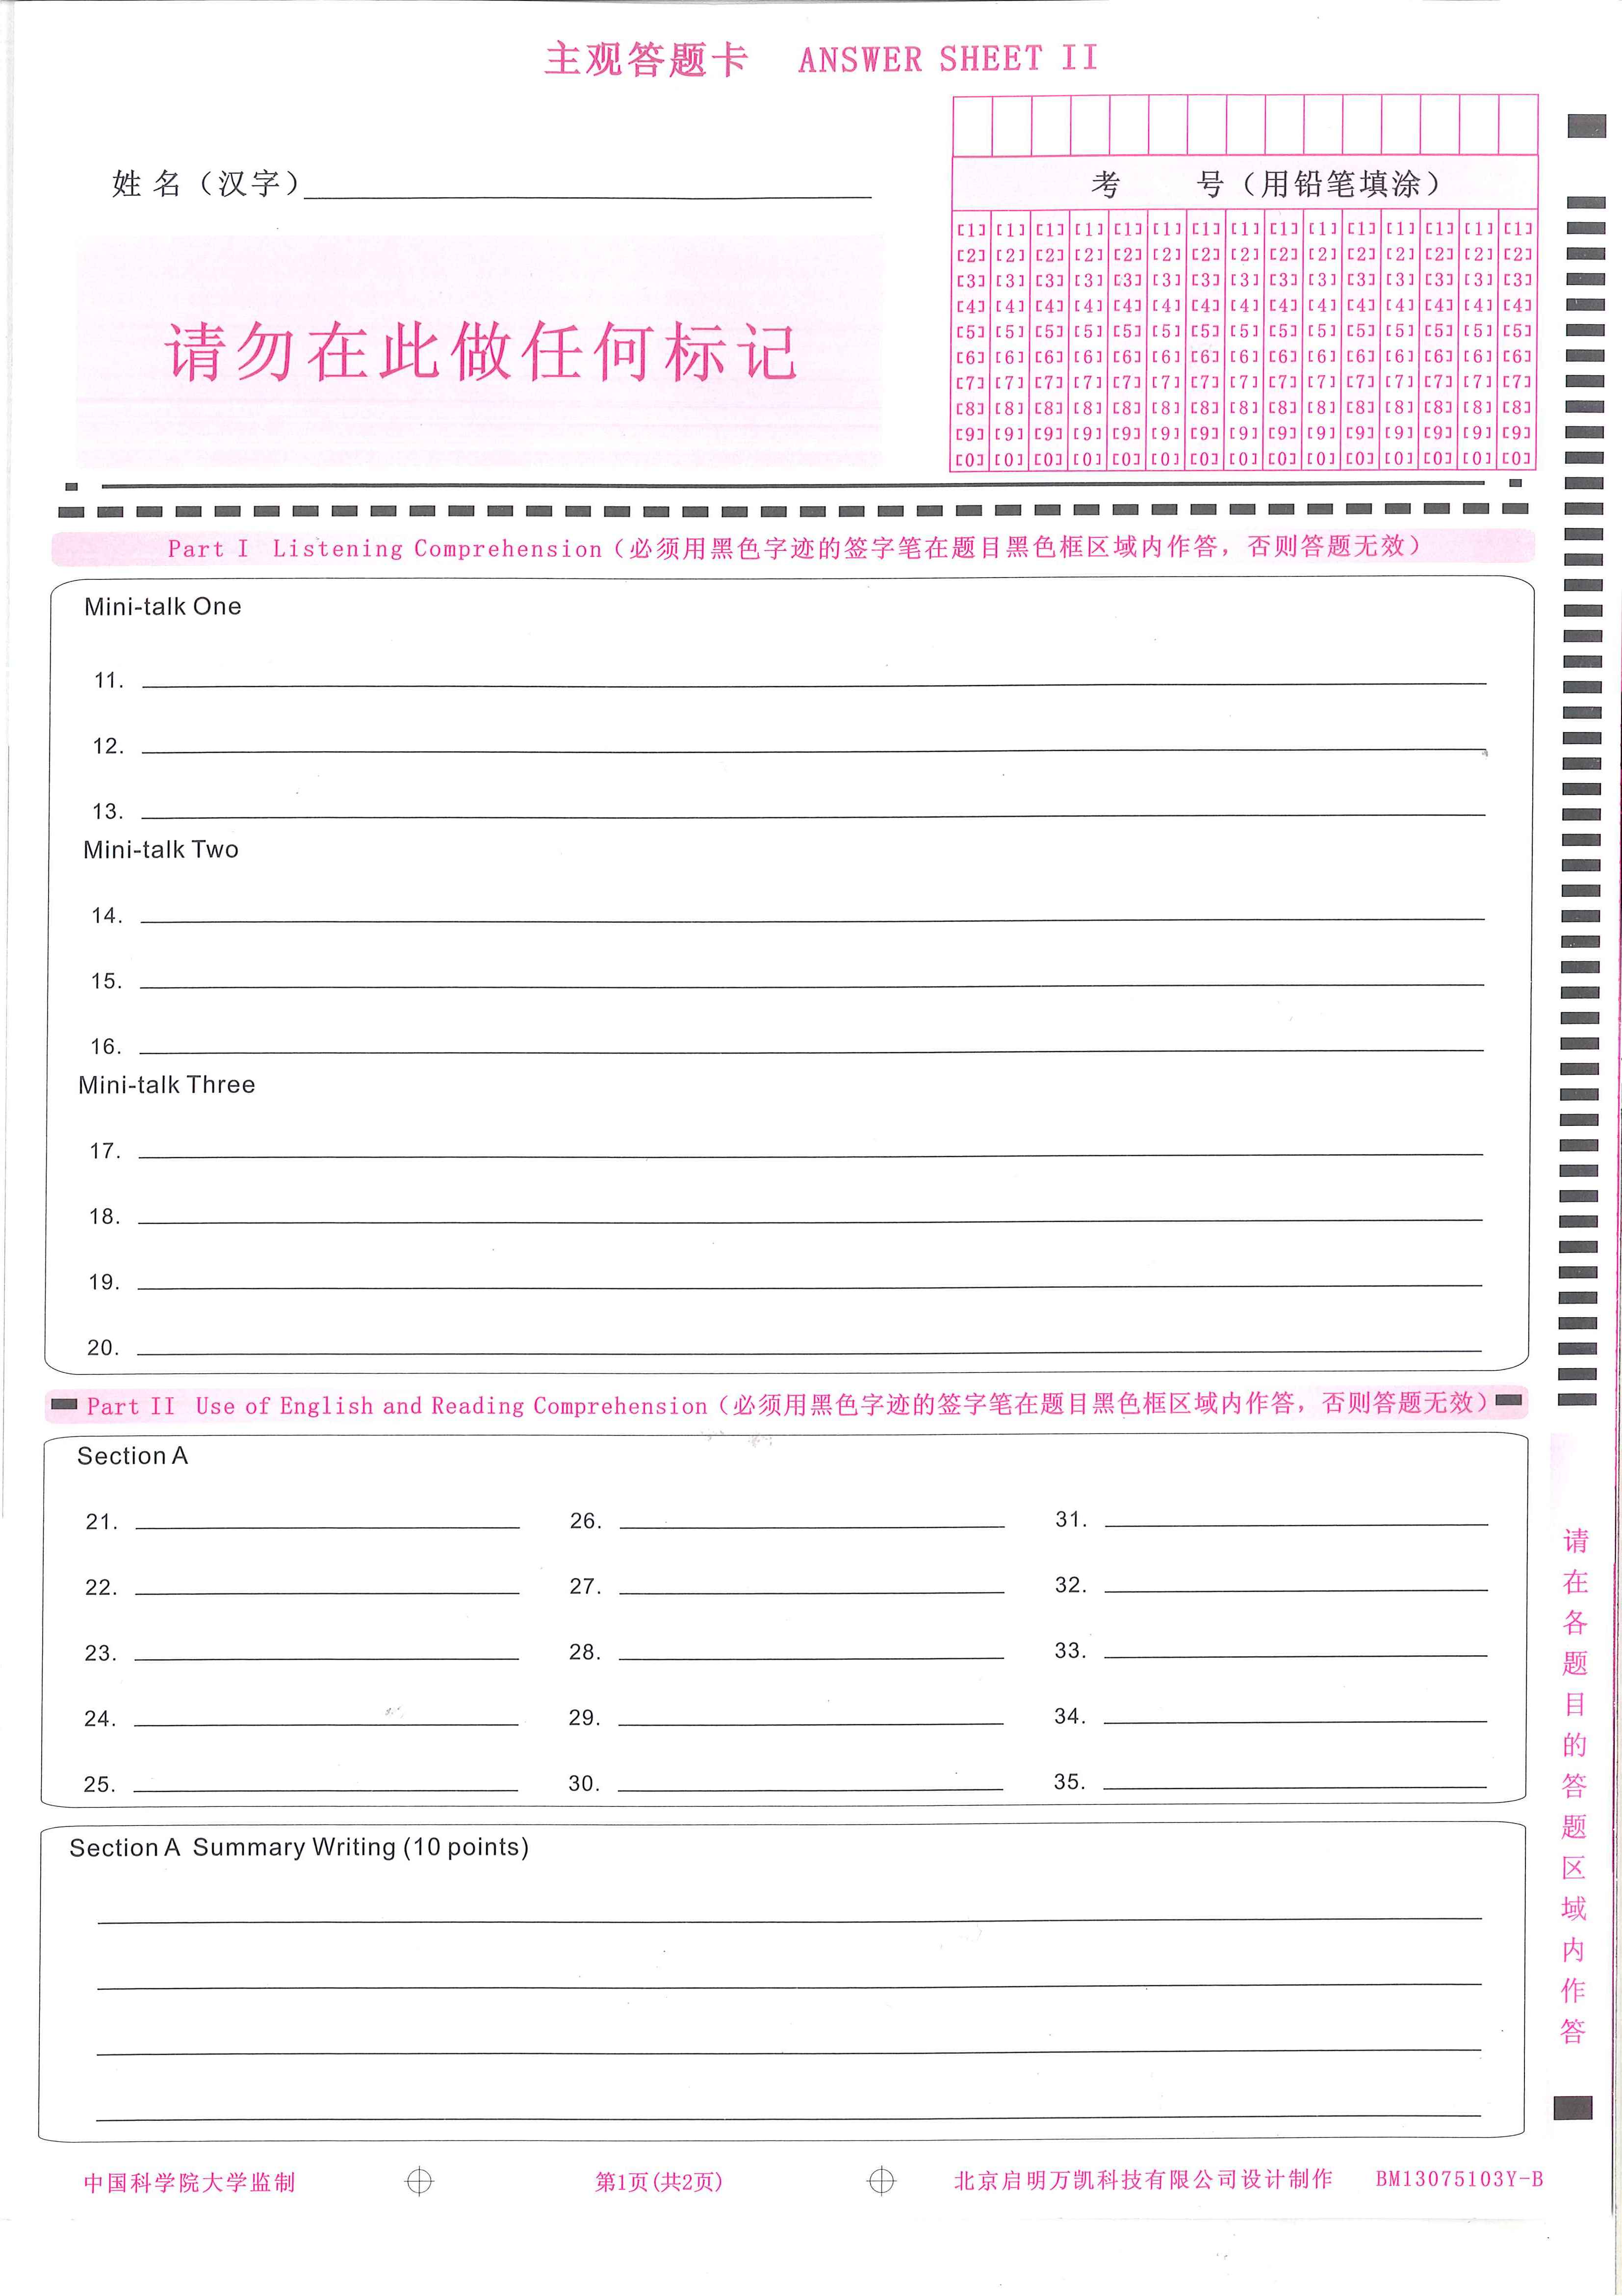 主观答题卡 ANSWER SHEET II
姓 名（汉字）
考 号（用铅笔填涂）
[1] [1] [1] [1] [1] [1] [1] [1] [1] [1] [1] [1] [1] [1] [1]
[2] [2] [2] [2] [2] [2] [2] [2] [2] [2] [2] [2] [2] [2] [2]
[3] [3] [3] [3] [3] [3] [3] [3] [3] [3] [3] [3] [3] [3] [3]
[4] [4] [4] [4] [4] [4] [4] [4] [4] [4] [4] [4] [4] [4] [4]
[5] [5] [5] [5] [5] [5] [5] [5] [5] [5] [5] [5] [5] [5] [5]
[6] [6] [6] [6] [6] [6] [6] [6] [6] [6] [6] [6] [6] [6] [6]
[7] [7] [7] [7] [7] [7] [7] [7] [7] [7] [7] [7] [7] [7] [7]
[8] [8] [8] [8] [8] [8] [8] [8] [8] [8] [8] [8] [8] [8] [8]
[9] [9] [9] [9] [9] [9] [9] [9] [9] [9] [9] [9] [9] [9] [9]
[0] [0] [0] [0] [0] [0] [0] [0] [0] [0] [0] [0] [0] [0] [0]
请勿在此做任何标记
Part I Listening Comprehension（必须用黑色字迹的签字笔在题目黑色框区域内作答，否则答题无效）
Mini-talk One
11.
12.
13.
Mini-talk Two
14.
15.
16.
Mini-talk Three
17.
18.
19.
20.
Part II Use of English and Reading Comprehension（必须用黑色字迹的签字笔在题目黑色框区域内作答，否则答题无效）
Section A
21. 26. 31.
22. 27. 32.
23. 28. 33.
24. 29. 34.
25. 30. 35.
Section A Summary Writing (10 points)
请在各题目的答题区域内作答
中国科学院大学监制 第1页(共2页) 北京启明万凯科技有限公司设计制作 BM13075103Y-B